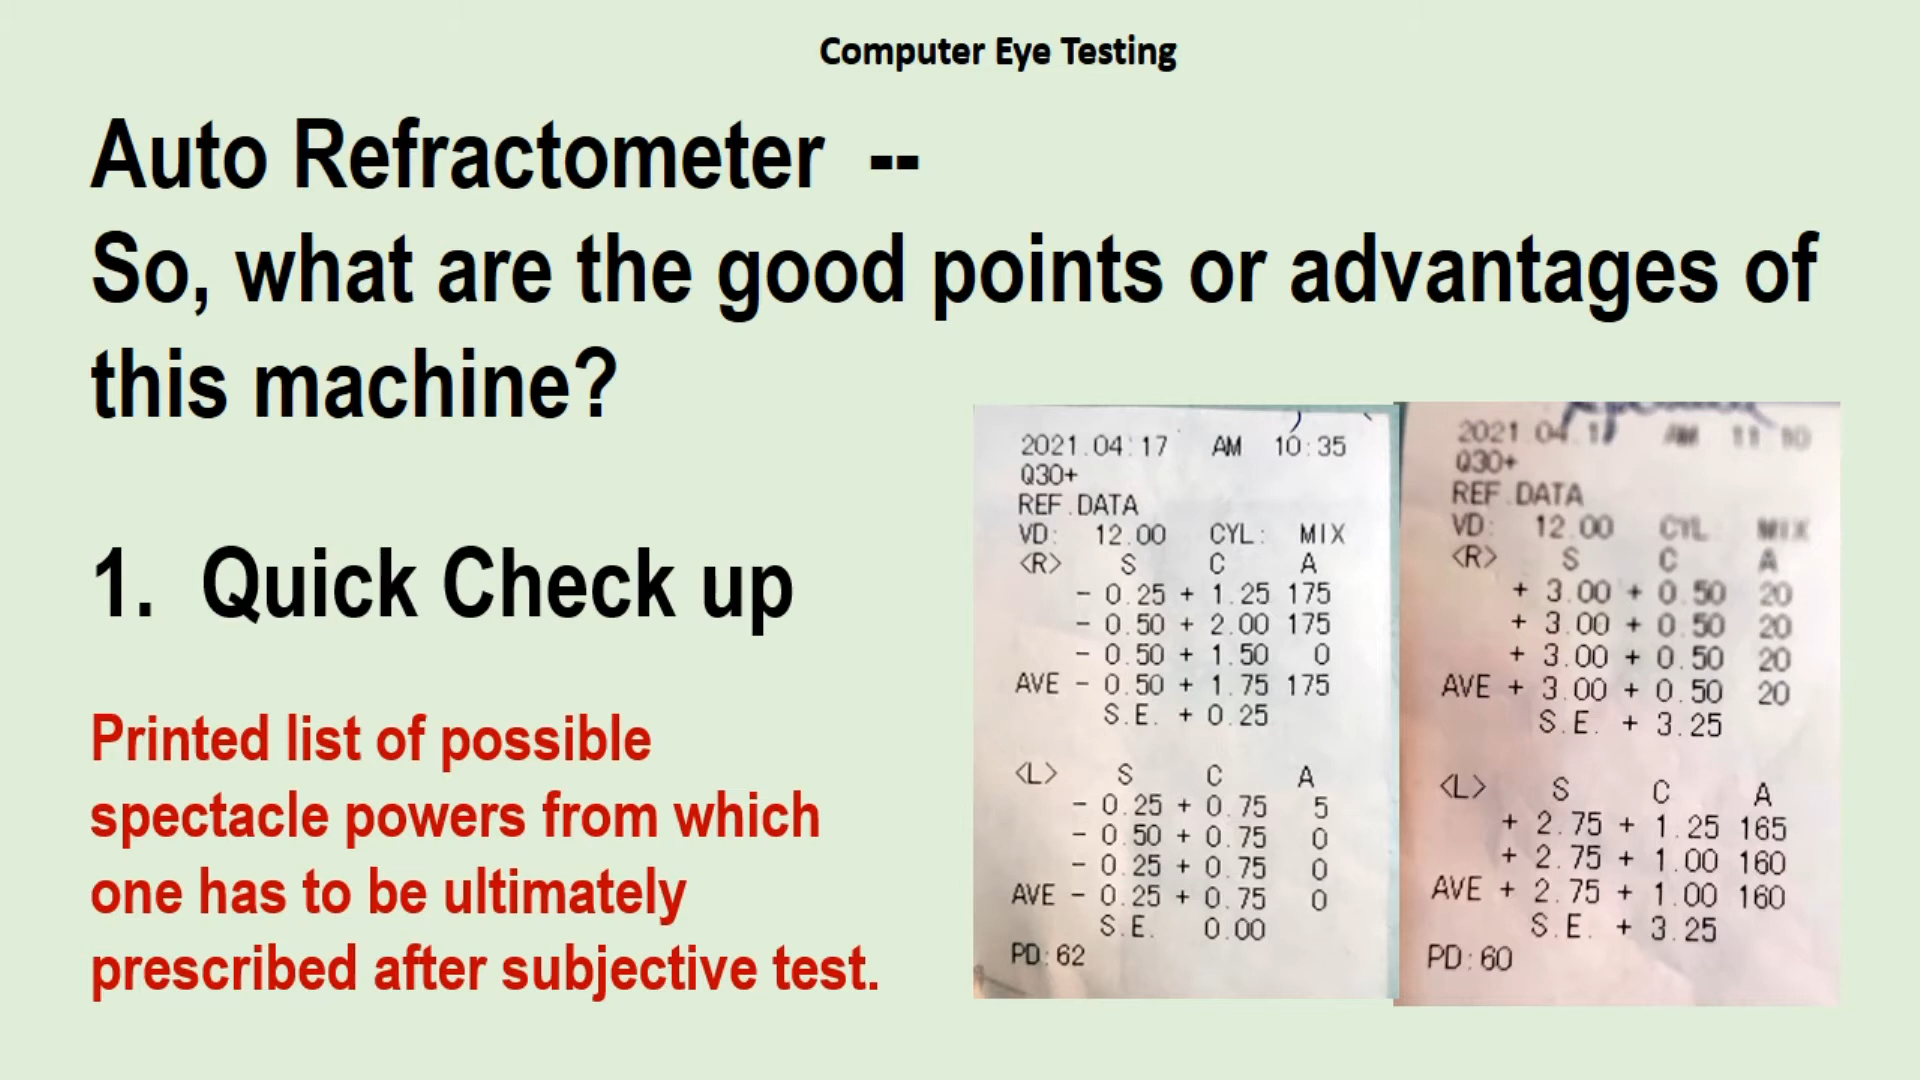 Computer Eye Testing
Auto Refractometer --
So, what are the good points or advantages of
this machine?
1. Quick Check up
Printed list of possible
spectacle powers from which
one has to be ultimately
prescribed after subjective test.
2021.04:17 AM 10:35
Q30+
REF.DATA
VD: 12.00 CYL: MIX
<R> S C A
- 0.25 + 1.25 175
- 0.50 + 2.00 175
- 0.50 + 1.50 0
AVE - 0.50 + 1.75 175
S.E. + 0.25
<L> S C A
- 0.25 + 0.75 5
- 0.50 + 0.75 0
- 0.25 + 0.75 0
AVE - 0.25 + 0.75 0
S.E. 0.00
PD:62
2021.04.17 AM
Q30+
REF.DATA
VD: 12.00 CYL MIX
<R> S C A
+ 3.00 + 0.50 20
+ 3.00 + 0.50 20
+ 3.00 + 0.50 20
AVE + 3.00 + 0.50 20
S.E. + 3.25
<L> S C A
+ 2.75 + 1.25 165
+ 2.75 + 1.00 160
AVE + 2.75 + 1.00 160
S.E. + 3.25
PD:60